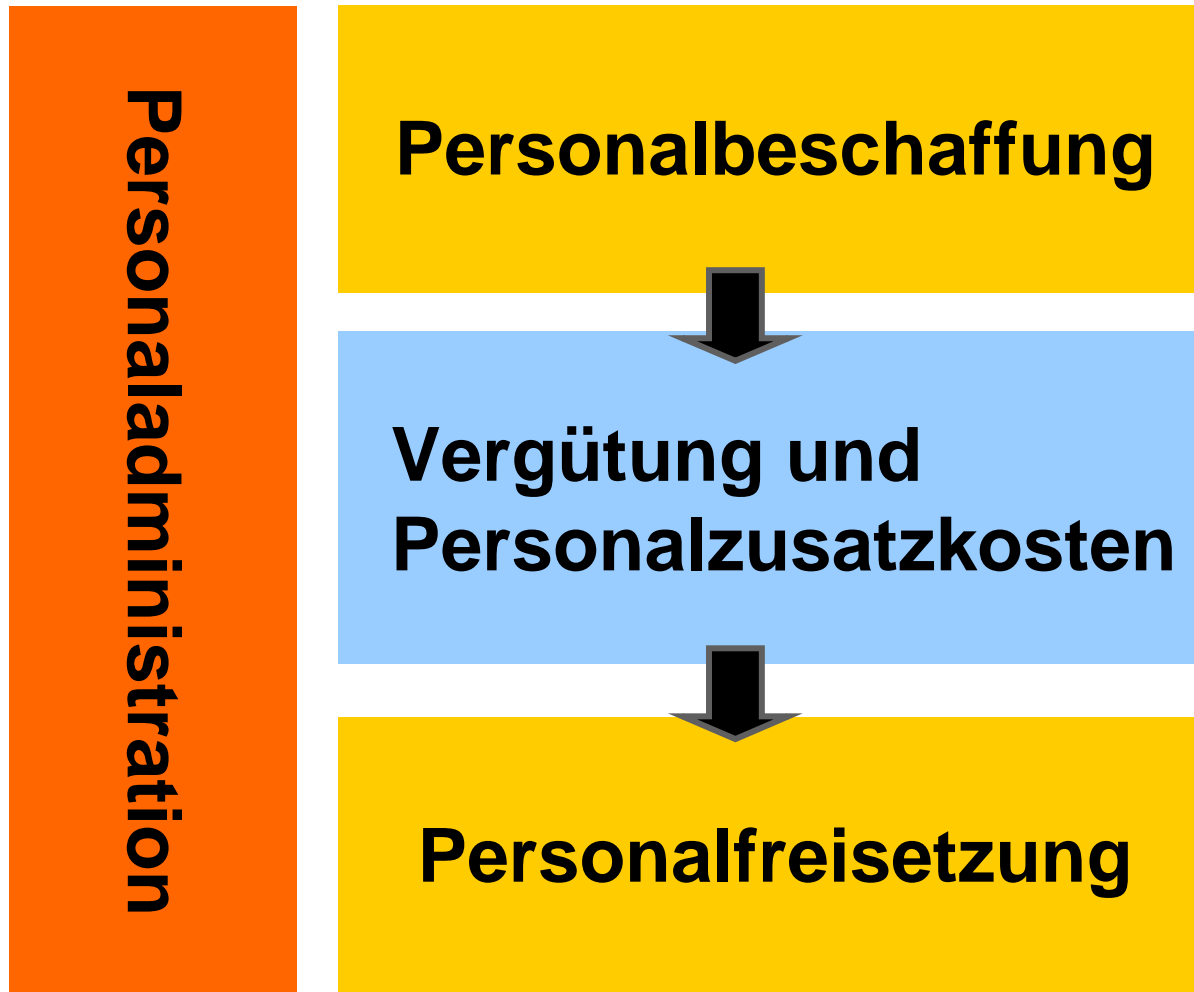 Personaladministration
Personalbeschaffung
Vergütung und
Personalzusatzkosten
Personalfreisetzung